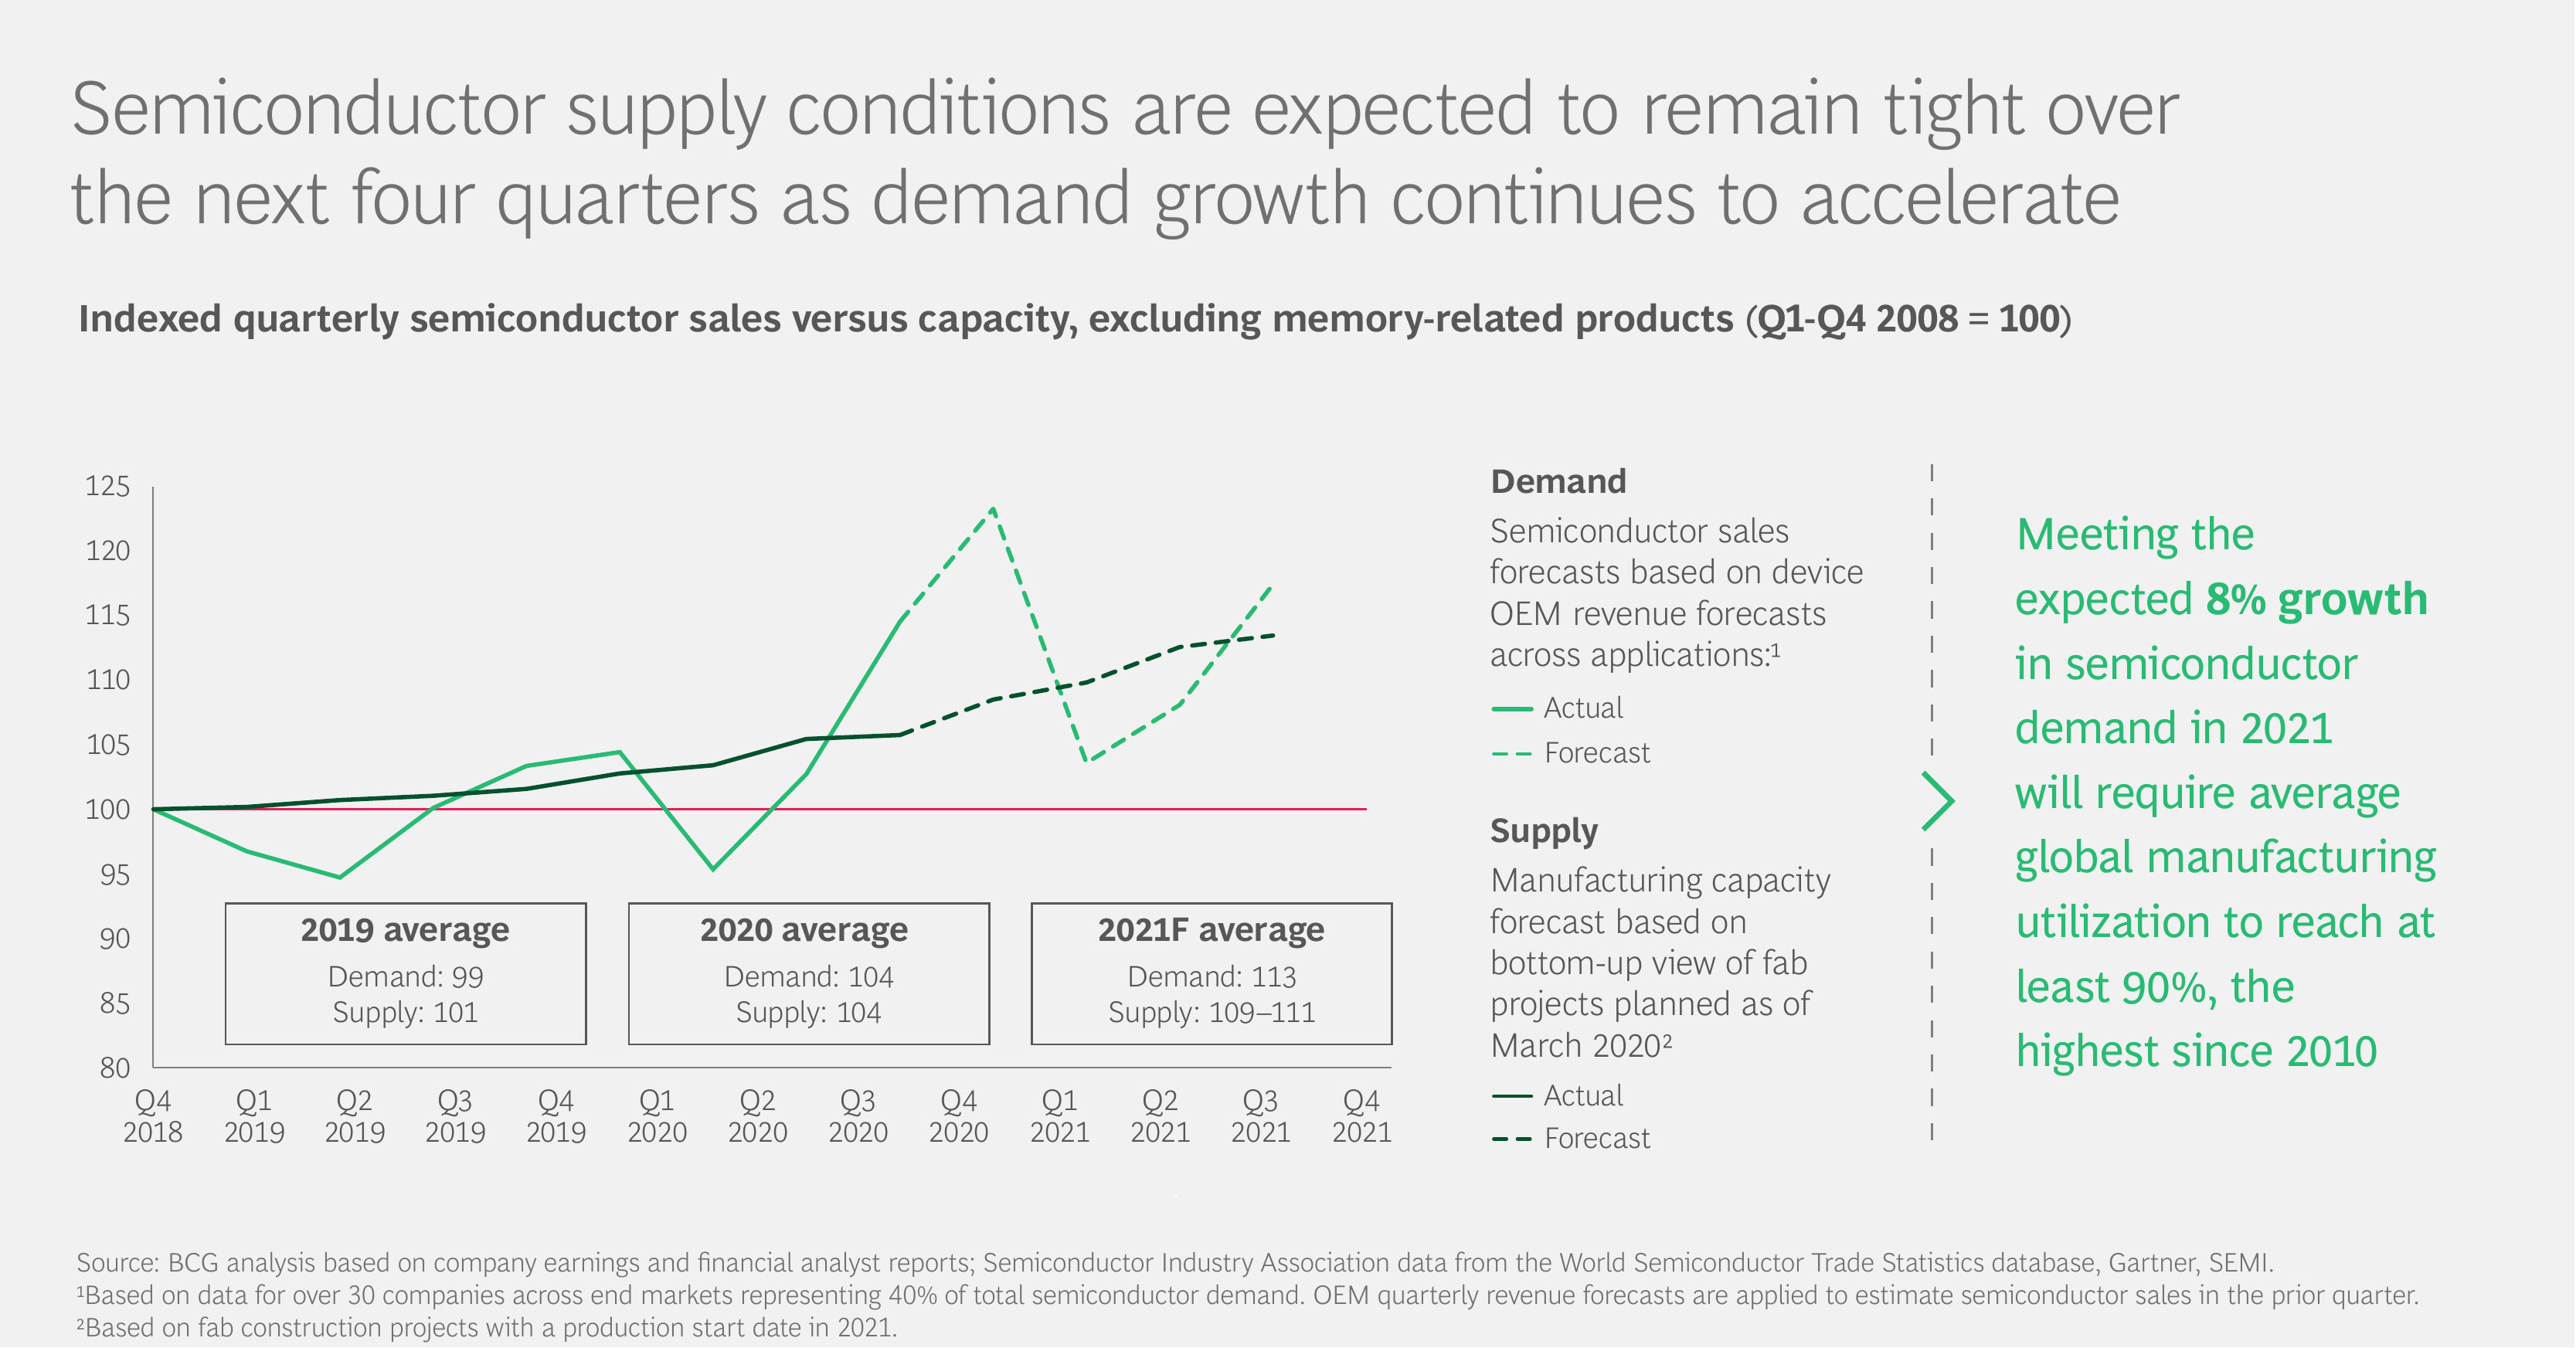 Semiconductor supply conditions are expected to remain tight over
the next four quarters as demand growth continues to accelerate
Indexed quarterly semiconductor sales versus capacity, excluding memory-related products (Q1-Q4 2008 = 100)
125
120
115
110
105
100
95
90
85
80
2019 average
Demand: 99
Supply: 101
2020 average
Demand: 104
Supply: 104
2021F average
Demand: 113
Supply: 109–111
Q4 Q1 Q2 Q3 Q4 Q1 Q2 Q3 Q4 Q1 Q2 Q3 Q4
2018 2019 2019 2019 2019 2020 2020 2020 2020 2021 2021 2021 2021
Demand
Semiconductor sales
forecasts based on device
OEM revenue forecasts
across applications:¹
Actual
Forecast
Supply
Manufacturing capacity
forecast based on
bottom-up view of fab
projects planned as of
March 2020²
Actual
Forecast
Meeting the
expected 8% growth
in semiconductor
demand in 2021
will require average
global manufacturing
utilization to reach at
least 90%, the
highest since 2010
Source: BCG analysis based on company earnings and financial analyst reports; Semiconductor Industry Association data from the World Semiconductor Trade Statistics database, Gartner, SEMI.
¹Based on data for over 30 companies across end markets representing 40% of total semiconductor demand. OEM quarterly revenue forecasts are applied to estimate semiconductor sales in the prior quarter.
²Based on fab construction projects with a production start date in 2021.